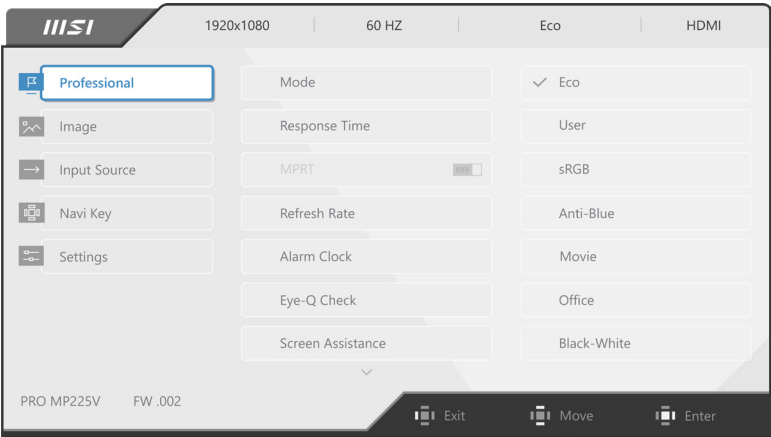 msi
1920x1080 60 HZ Eco HDMI
Professional
Image
Input Source
Navi Key
Settings
Mode
Response Time
MPRT OFF
Refresh Rate
Alarm Clock
Eye-Q Check
Screen Assistance
Eco
User
sRGB
Anti-Blue
Movie
Office
Black-White
PRO MP225V FW .002
Exit Move Enter